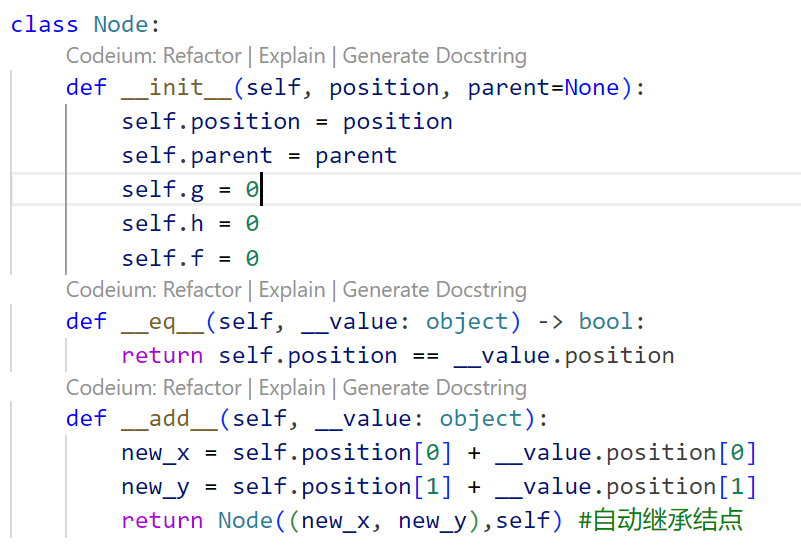 class Node:
Codeium: Refactor | Explain | Generate Docstring
def __init__(self, position, parent=None):
self.position = position
self.parent = parent
self.g = 0
self.h = 0
self.f = 0
Codeium: Refactor | Explain | Generate Docstring
def __eq__(self, __value: object) -> bool:
return self.position == __value.position
Codeium: Refactor | Explain | Generate Docstring
def __add__(self, __value: object):
new_x = self.position[0] + __value.position[0]
new_y = self.position[1] + __value.position[1]
return Node((new_x, new_y),self) #自动继承结点